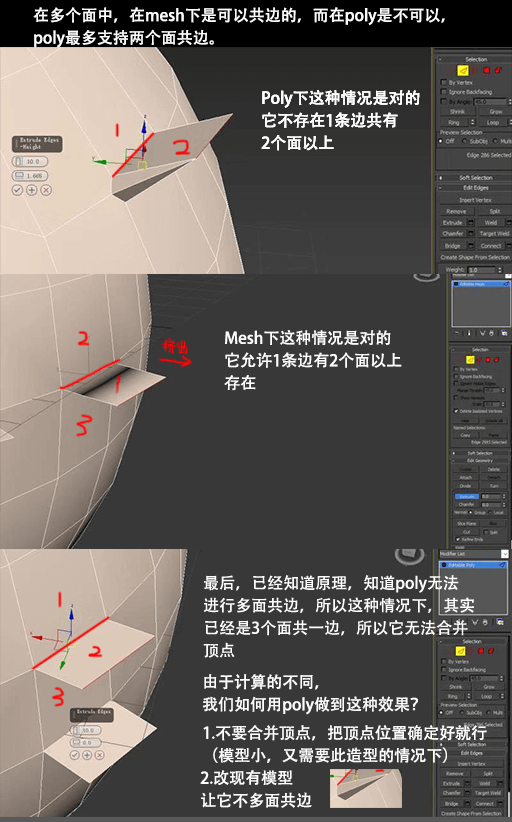 在多个面中，在mesh下是可以共边的，而在poly是不可以，
poly最多支持两个面共边。
Poly下这种情况是对的
它不存在1条边共有
2个面以上
1
2
Extrude Edges
-Height
10.0
1.605
Selection
By Vertex
Ignore Backfacing
By Angle: 45.0
Shrink
Grow
Ring
Loop
Preview Selection
Off
SubObj
Multi
Edge 286 Selected
Soft Selection
Edit Edges
Insert Vertex
Remove
Split
Extrude
Weld
Chamfer
Target Weld
Bridge
Connect
Create Shape From Selection
Weight: 1.0
Mesh下这种情况是对的
它允许1条边有2个面以上
存在
2
1
3
挤出
Modifier List
Editable Mesh
Selection
By Vertex
Ignore Backfacing
Ignore Visible Edges
Delete Isolated Vertices
Named Selections:
Copy
Paste
Edge 2583 Selected
Soft Selection
Edit Geometry
Create
Delete
Attach
Detach
Divide
Turn
Extrude
0.0
Chamfer
0.0
Normal:
Group
Local
Slice Plane
Slice
Cut
Split
Refine Ends
最后，已经知道原理，知道poly无法
进行多面共边，所以这种情况下，其实
已经是3个面共一边，所以它无法合并
顶点
由于计算的不同，
我们如何用poly做到这种效果？
1.不要合并顶点，把顶点位置确定好就行
（模型小，又需要此造型的情况下）
2.改现有模型
让它不多面共边
1
2
3
Extrude Edges
10.0
0.0
Modifier List
Editable Poly
Selection
By Vertex
Ignore Backfacing
Shrink
Grow
Ring
Loop
Preview Selection
Off
SubObj
Multi
Soft Selection
Edit Edges
Insert Vertex
Remove
Split
Extrude
Weld
Chamfer
Target Weld
Bridge
Connect
Create Shape From Selection